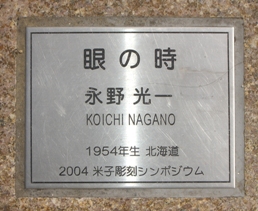 眼の時
永野 光一
KOICHI NAGANO
1954年生 北海道
2004 米子彫刻シンポジウム